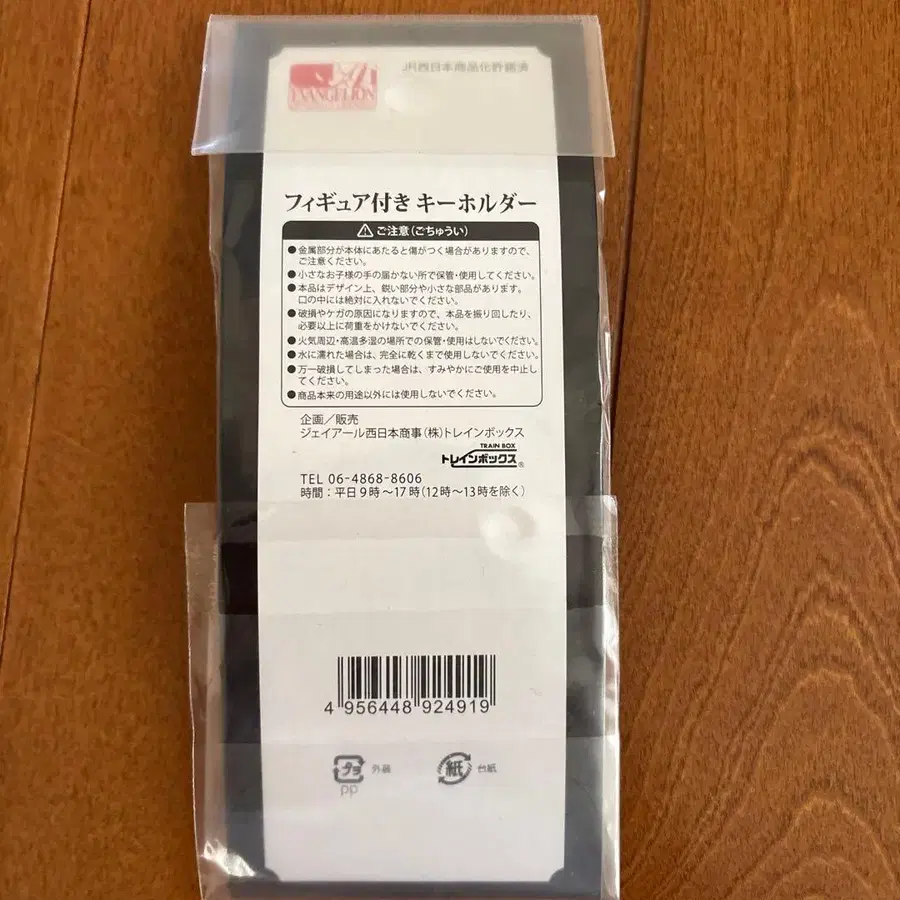 EVANGELION
JR西日本商品化許諾済
フィギュア付き キーホルダー
ご注意(ごちゅうい)
●金属部分が本体にあたると傷がつく場合がありますので、
ご注意ください。
●小さなお子様の手の届かない所で保管・使用してください。
●本品はデザイン上、鋭い部分や小さな部品があります。
口の中には絶対に入れないでください。
●破損やケガの原因になりますので、本品を振り回したり、
必要以上に荷重をかけないでください。
●火気周辺・高温多湿の場所での保管・使用はしないでください。
●水に濡れた場合は、完全に乾くまで使用しないでください。
●万一破損してしまった場合は、すみやかにご使用を中止し
てください。
●商品本来の用途以外には使用しないでください。
企画／販売
ジェイアール西日本商事(株)トレインボックス
TRAIN BOX
トレインボックス®
TEL 06-4868-8606
時間：平日9時〜17時(12時〜13時を除く)
4 956448 924919
プラ 外装
紙 台紙
PP